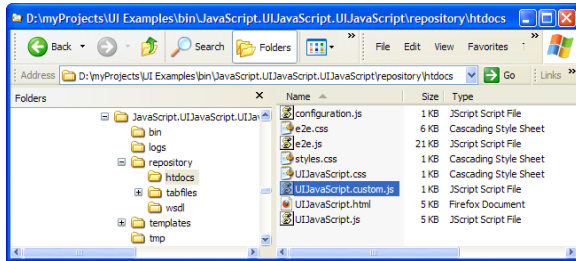 D:\myProjects\UI Examples\bin\JavaScript.UIJavaScript.UIJavaScript\repository\htdocs
Back Search Folders » File Edit View Favorites »
Address D:\myProjects\UI Examples\bin\JavaScript.UIJavaScript.UIJavaScript\repository\htdocs Go Links »
Folders × Name Size Type
JavaScript.UIJavaScript.UIJav
bin
logs
repository
htdocs
tabfiles
wsdl
templates
tmp
configuration.js 1 KB JScript Script File
e2e.css 6 KB Cascading Style Sheet
e2e.js 21 KB JScript Script File
styles.css 1 KB Cascading Style Sheet
UIJavaScript.css 1 KB Cascading Style Sheet
UIJavaScript.custom.js 1 KB JScript Script File
UIJavaScript.html 5 KB Firefox Document
UIJavaScript.js 5 KB JScript Script File